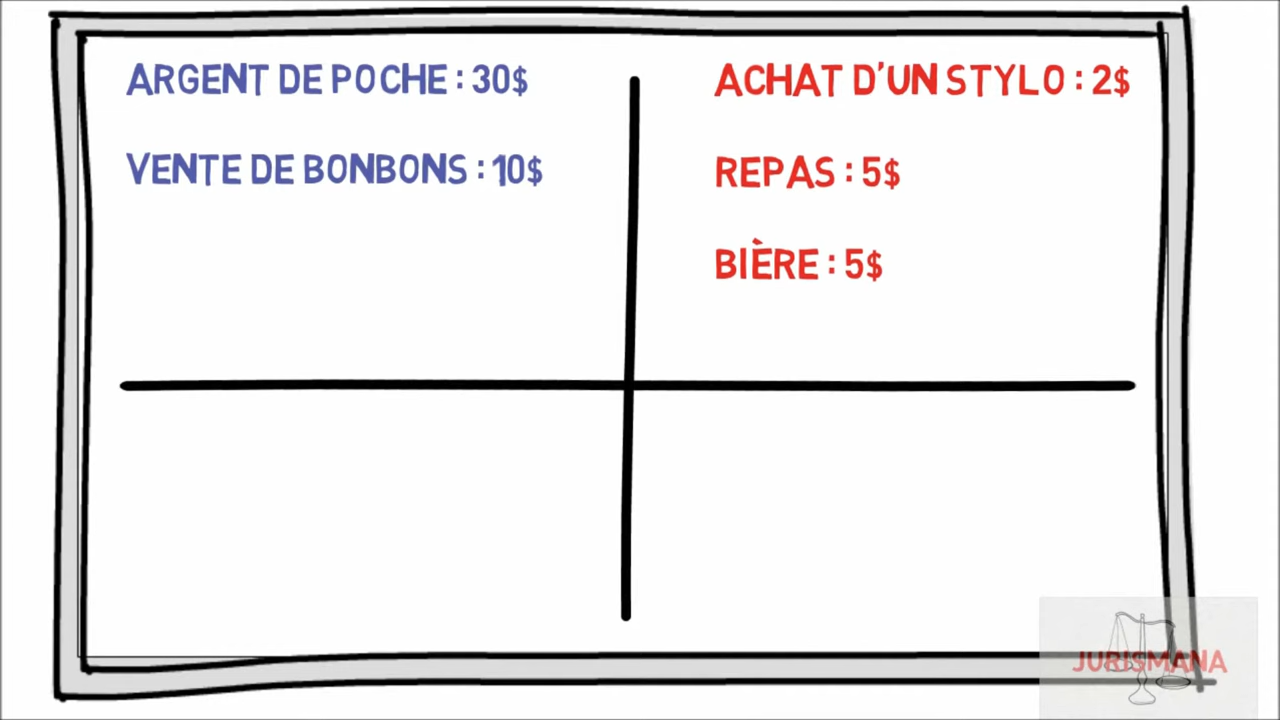 ARGENT DE POCHE : 30$
VENTE DE BONBONS : 10$
ACHAT D'UN STYLO : 2$
REPAS : 5$
BIÈRE : 5$
JURISMANA